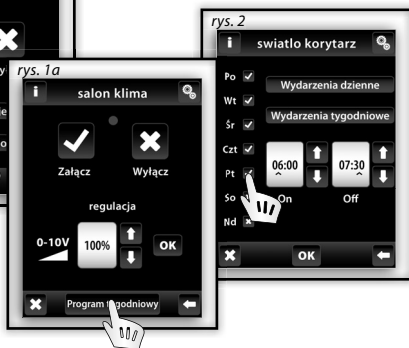 rys. 1a
i
salon klima
Załącz
Wyłącz
regulacja
0-10V
100%
OK
Program tygodniowy
rys. 2
i
swiatlo korytarz
Po
Wt
Śr
Czt
Pt
So
Nd
Wydarzenia dzienne
Wydarzenia tygodniowe
06:00
07:30
On
Off
OK